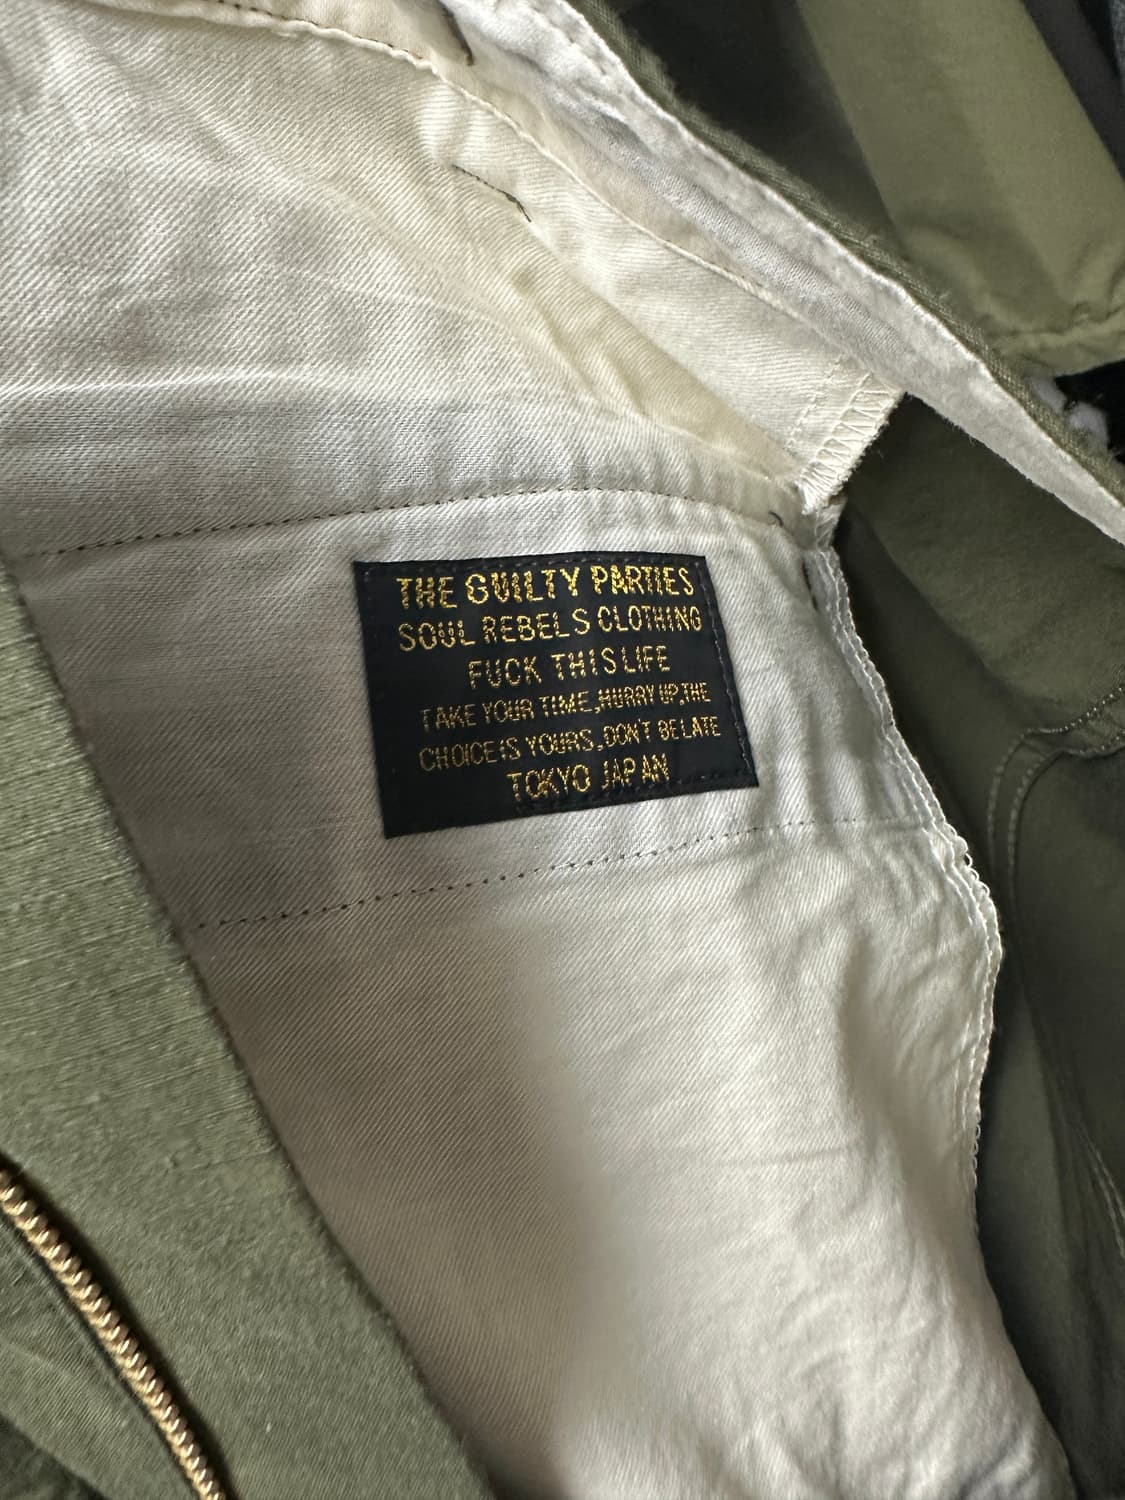 THE GUILTY PARTIES
SOUL REBELS CLOTHING
FUCK THIS LIFE
TAKE YOUR TIME, HURRY UP, THE
CHOICE IS YOURS, DON'T BE LATE
TOKYO JAPAN